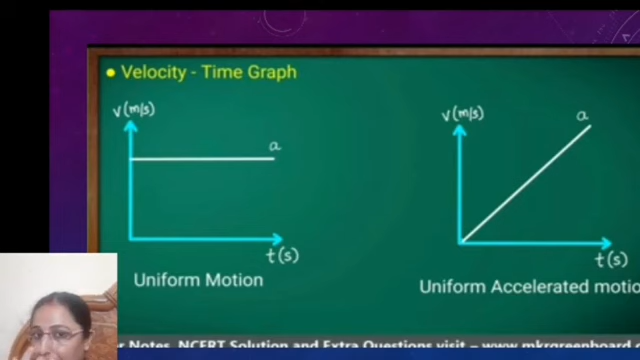 • Velocity - Time Graph
v(m/s)
a
t(s)
Uniform Motion
v(m/s)
a
t(s)
Uniform Accelerated motio
r Notes, NCERT Solution and Extra Questions visit – www.mkrgreenboard.c